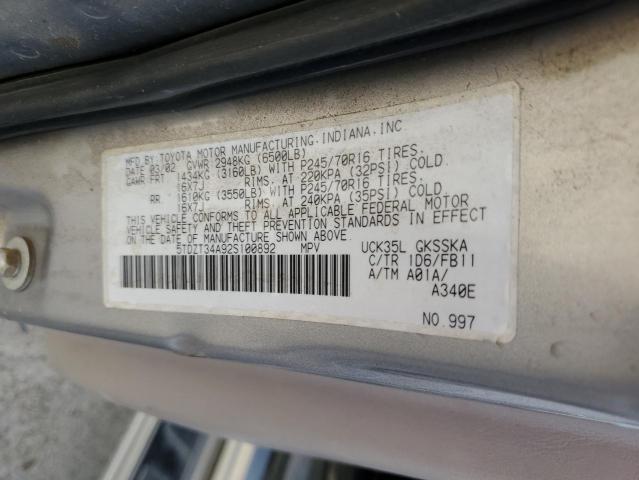 MFD. BY TOYOTA MOTOR MANUFACTURING, INDIANA, INC
DATE 03/02 GVWR 2948KG (6500LB)
GAWR FRT 1434KG (3160LB) WITH P245/70R16 TIRES.
16X7J RIMS, AT 220KPA (32PSI) COLD
RR. 1610KG (3550LB) WITH P245/70R16 TIRES.
16X7J RIMS, AT 240KPA (35PSI) COLD
THIS VEHICLE CONFORMS TO ALL APPLICABLE FEDERAL MOTOR
VEHICLE SAFETY AND THEFT PREVENTION STANDARDS IN EFFECT
ON THE DATE OF MANUFACTURE SHOWN ABOVE.
5TDZT34A92S100892 MPV UCK35L GKSSKA
C/TR 1D6/FB11
A/TM A01A/
A340E
NO.997